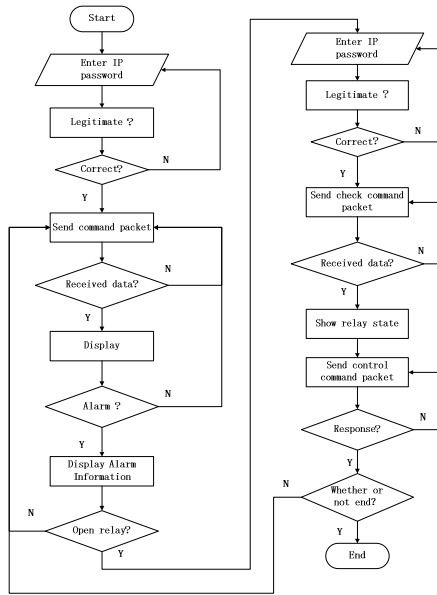 Start
Enter IP
password
Legitimate ?
Correct?
N
Y
Send command packet
Received data?
N
Y
Display
Alarm ?
N
Y
Display Alarm
Information
Open relay?
N
Y
Enter IP
password
Legitimate ?
Correct?
N
Y
Send check command
packet
Received data?
N
Y
Show relay state
Send control
command packet
Response?
N
Y
Whether or
not end?
N
Y
End